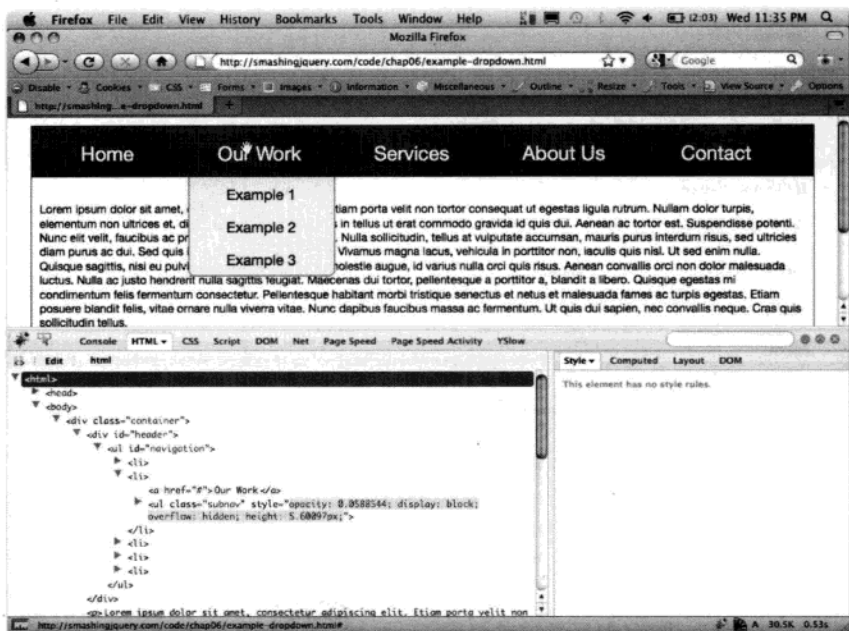 Firefox File Edit View History Bookmarks Tools Window Help (2:03) Wed 11:35 PM
Mozilla Firefox
http://smashingjquery.com/code/chap06/example-dropdown.html Google
Disable Cookies CSS Forms Images Information Miscellaneous Outline Resize Tools View Source Options
http://smashing...e-dropdown.html
Home Our Work Services About Us Contact
Example 1
Example 2
Example 3
Lorem ipsum dolor sit amet, tiam porta velit non tortor consequat ut egestas ligula rutrum. Nullam dolor turpis,
elementum non ultrices et, di s in tellus ut erat commodo gravida id quis dui. Aenean ac tortor est. Suspendisse potenti.
Nunc elit velit, faucibus ac pr . Nulla sollicitudin, tellus at vulputate accumsan, mauris purus interdum risus, sed ultricies
diam purus ac dui. Sed quis Vivamus magna lacus, vehicula in porttitor non, iaculis quis nisl. Ut sed enim nulla.
Quisque sagittis, nisi eu pulvi olestie augue, id varius nulla orci quis risus. Aenean convallis orci non dolor malesuada
luctus. Nulla ac justo hendrerit nulla sagittis feugiat. Maecenas dui tortor, pellentesque a porttitor a, blandit a libero. Quisque egestas mi
condimentum felis fermentum consectetur. Pellentesque habitant morbi tristique senectus et netus et malesuada fames ac turpis egestas. Etiam
posuere blandit felis, vitae ornare nulla viverra vitae. Nunc dapibus faucibus massa ac fermentum. Ut quis dui sapien, nec convallis neque. Cras quis
sollicitudin tellus.
Console HTML CSS Script DOM Net Page Speed Page Speed Activity YSlow
Edit html
Style Computed Layout DOM
This element has no style rules.
<html>
<head>
<body>
<div class="container">
<div id="header">
<ul id="navigation">
<li>
<li>
<a href="#">Our Work</a>
<ul class="subnav" style="opacity: 0.0588544; display: block;
overflow: hidden; height: 5.60097px;">
</li>
<li>
<li>
<li>
</ul>
</div>
<p>Lorem ipsum dolor sit amet, consectetur adipiscing elit. Etiam porta velit non
http://smashingjquery.com/code/chap06/example-dropdown.html# A 30.5K 0.53s